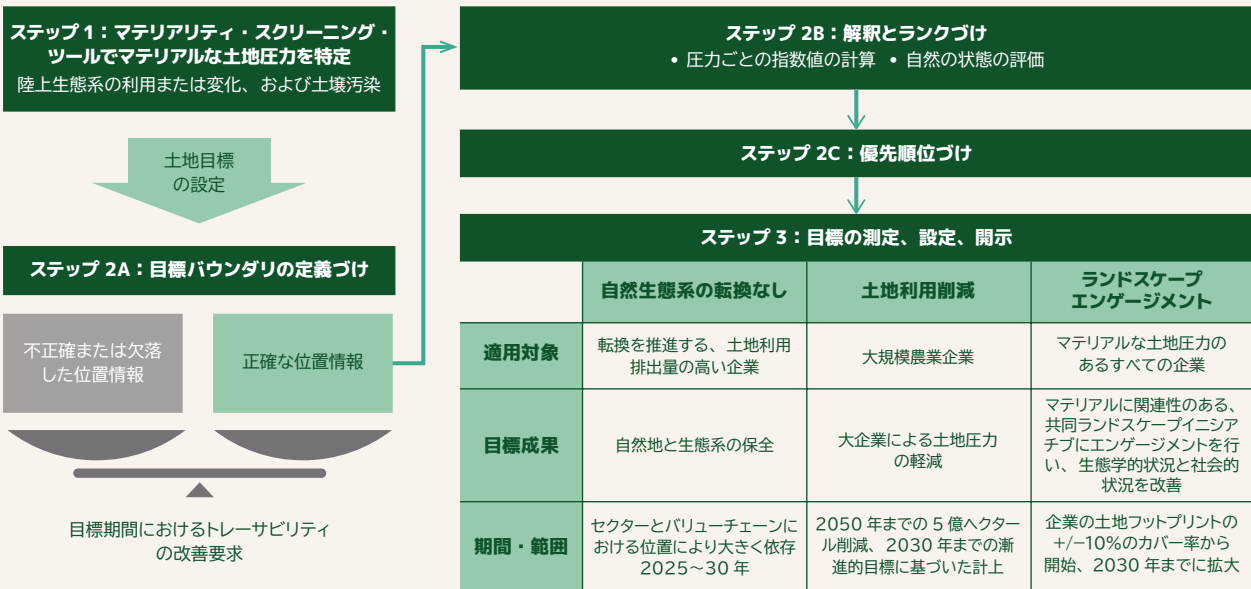 ステップ 1：マテリアリティ・スクリーニング・
ツールでマテリアルな土地圧力を特定
陸上生態系の利用または変化、および土壌汚染
土地目標
の設定
ステップ 2A：目標バウンダリの定義づけ
不正確または欠落
した位置情報
正確な位置情報
目標期間におけるトレーサビリティ
の改善要求
ステップ 2B：解釈とランクづけ
• 圧力ごとの指数値の計算 • 自然の状態の評価
ステップ 2C：優先順位づけ
ステップ 3：目標の測定、設定、開示
自然生態系の転換なし
土地利用削減
ランドスケープ
エンゲージメント
適用対象
転換を推進する、土地利用
排出量の高い企業
大規模農業企業
マテリアルな土地圧力の
あるすべての企業
目標成果
自然地と生態系の保全
大企業による土地圧力
の軽減
マテリアルに関連性のある、
共同ランドスケープイニシア
チブにエンゲージメントを行
い、生態学的状況と社会的
状況を改善
期間・範囲
セクターとバリューチェーンに
おける位置により大きく依存
2025〜30 年
2050 年までの 5 億ヘクター
ル削減、2030 年までの漸
進的目標に基づいた計上
企業の土地フットプリントの
+/−10%のカバー率から
開始、2030 年までに拡大